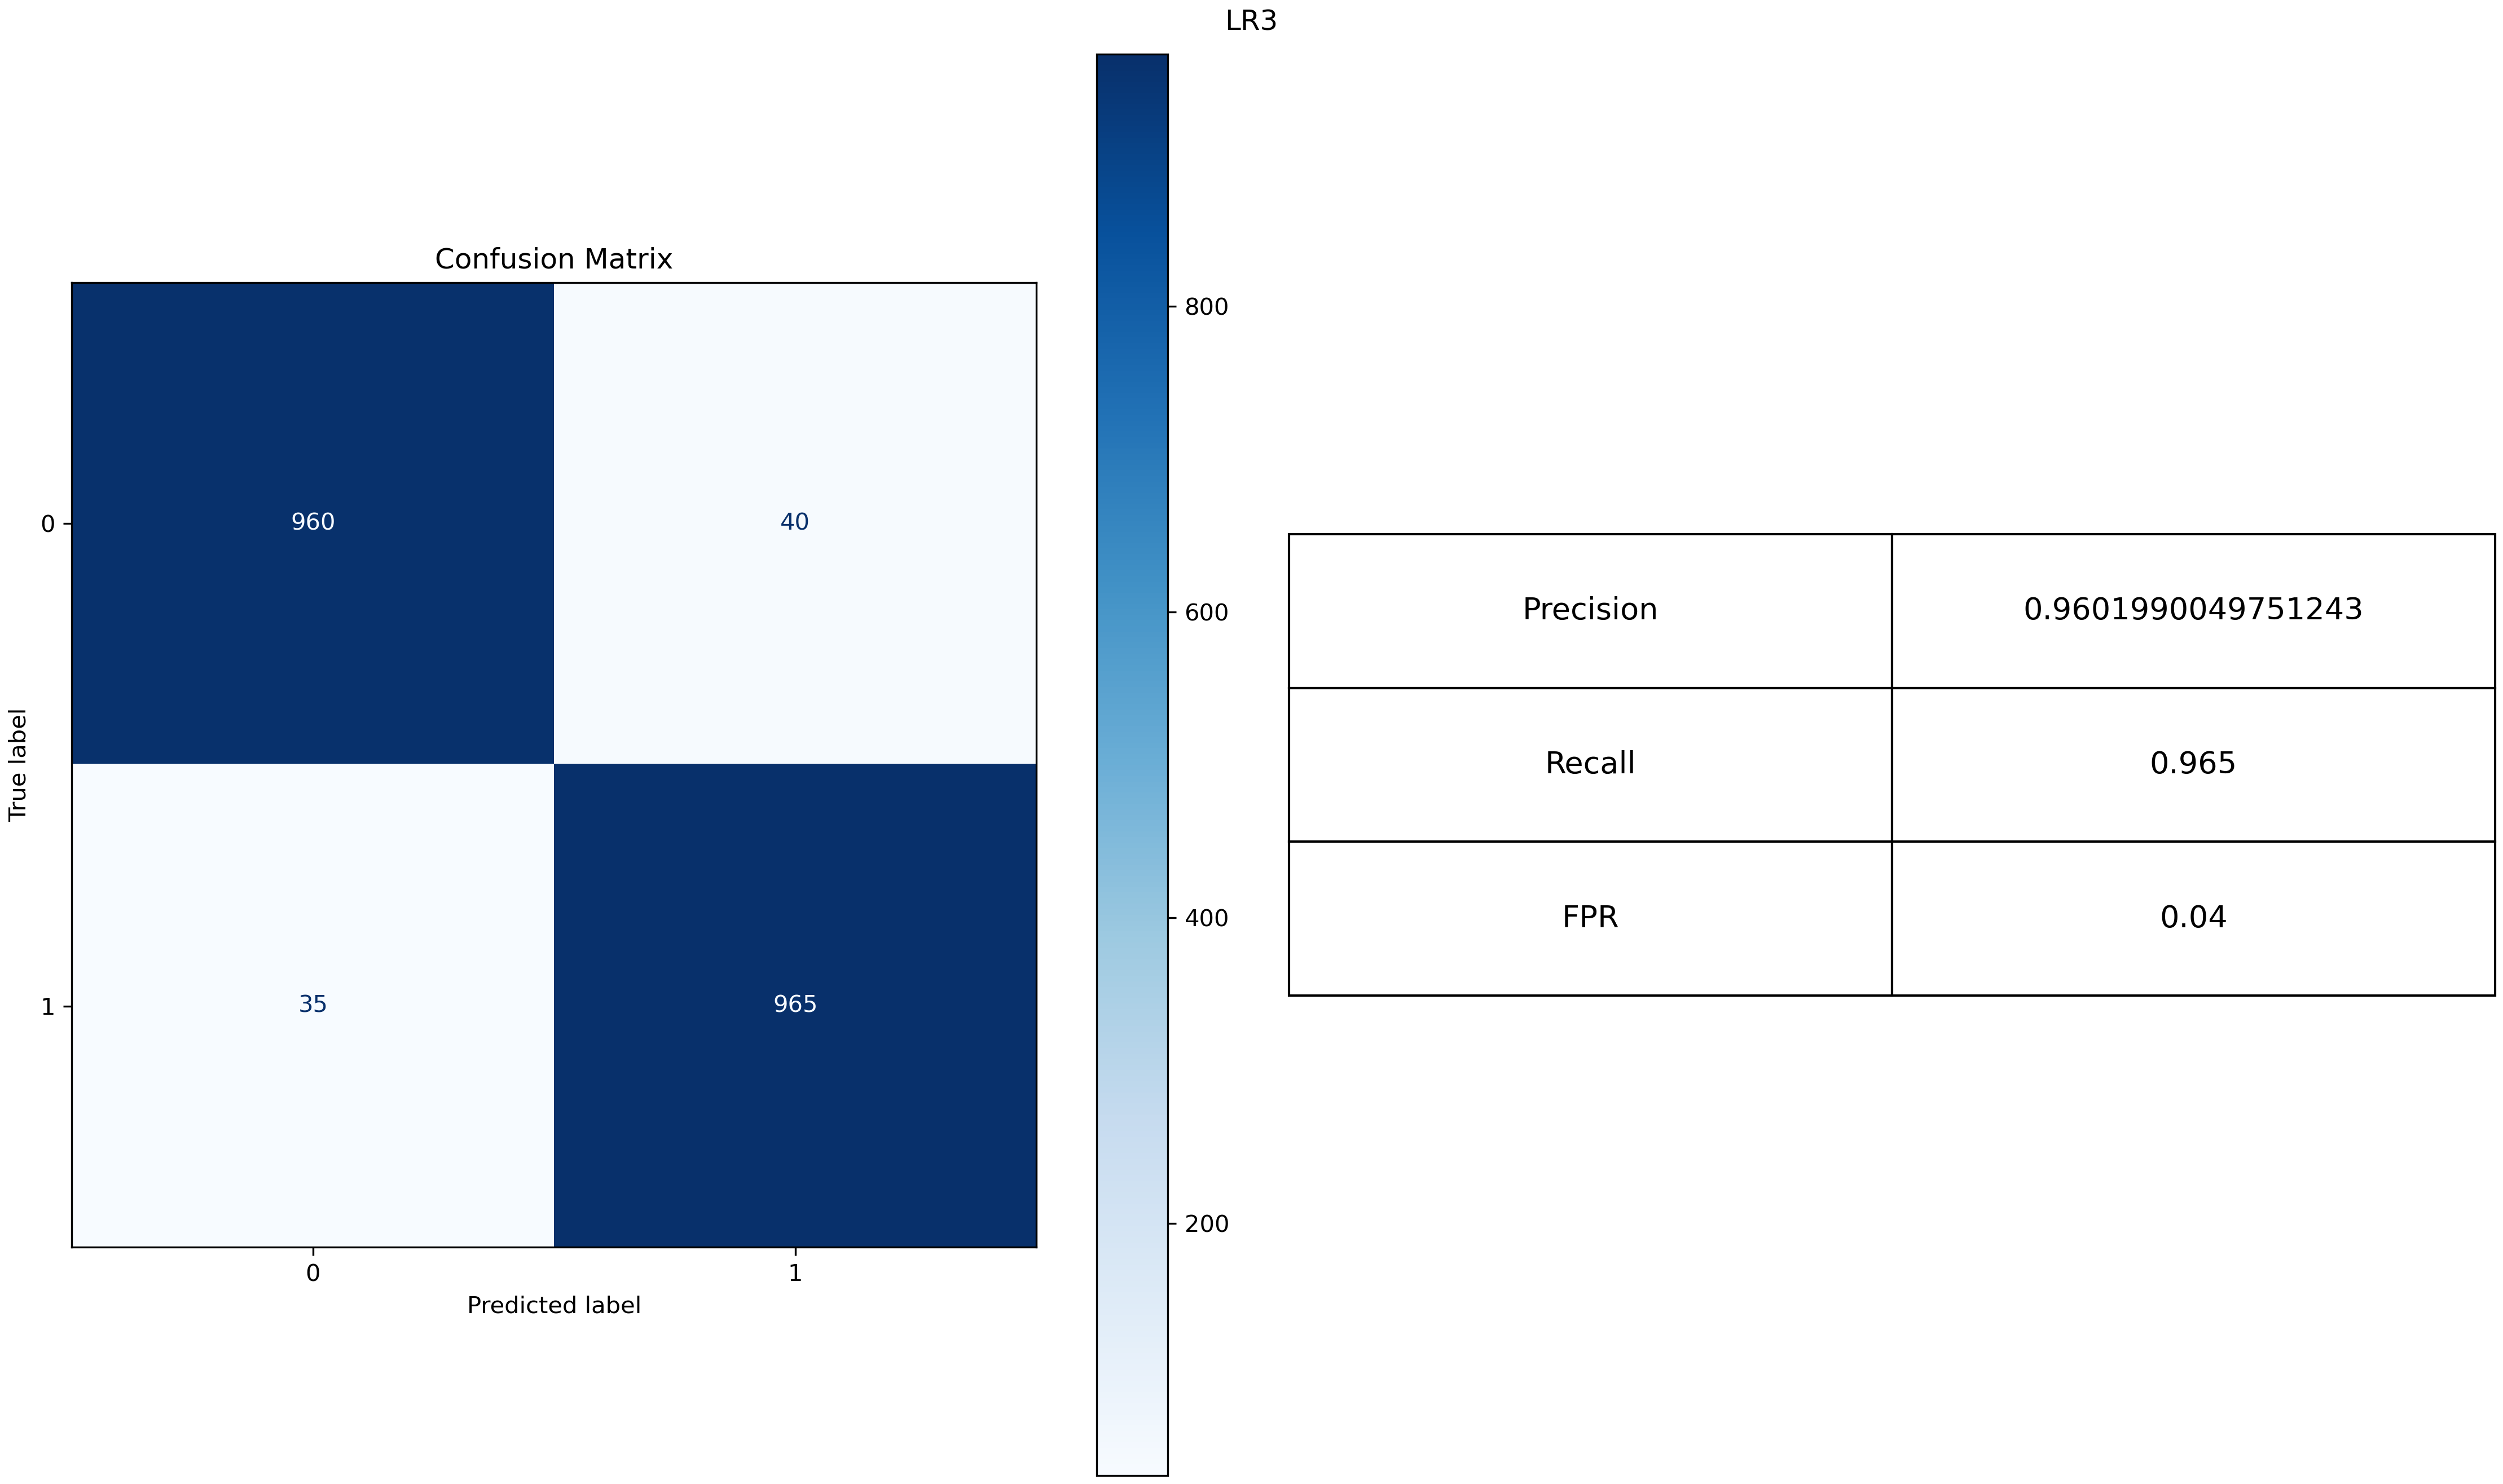 LR3
Confusion Matrix
True label
0
1
960
40
35
965
0
1
Predicted label
800
600
400
200
Precision 0.9601990049751243
Recall 0.965
FPR 0.04